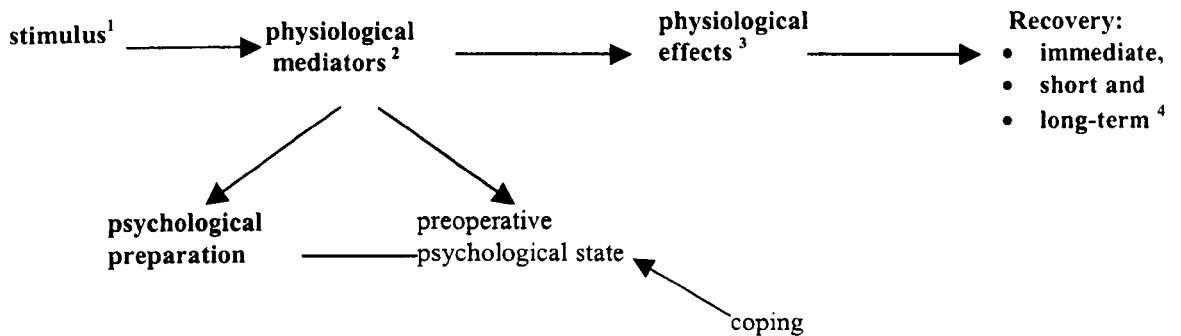 stimulus¹
physiological
mediators ²
physiological
effects ³
Recovery:
• immediate,
• short and
• long-term ⁴
psychological
preparation
preoperative
psychological state
coping